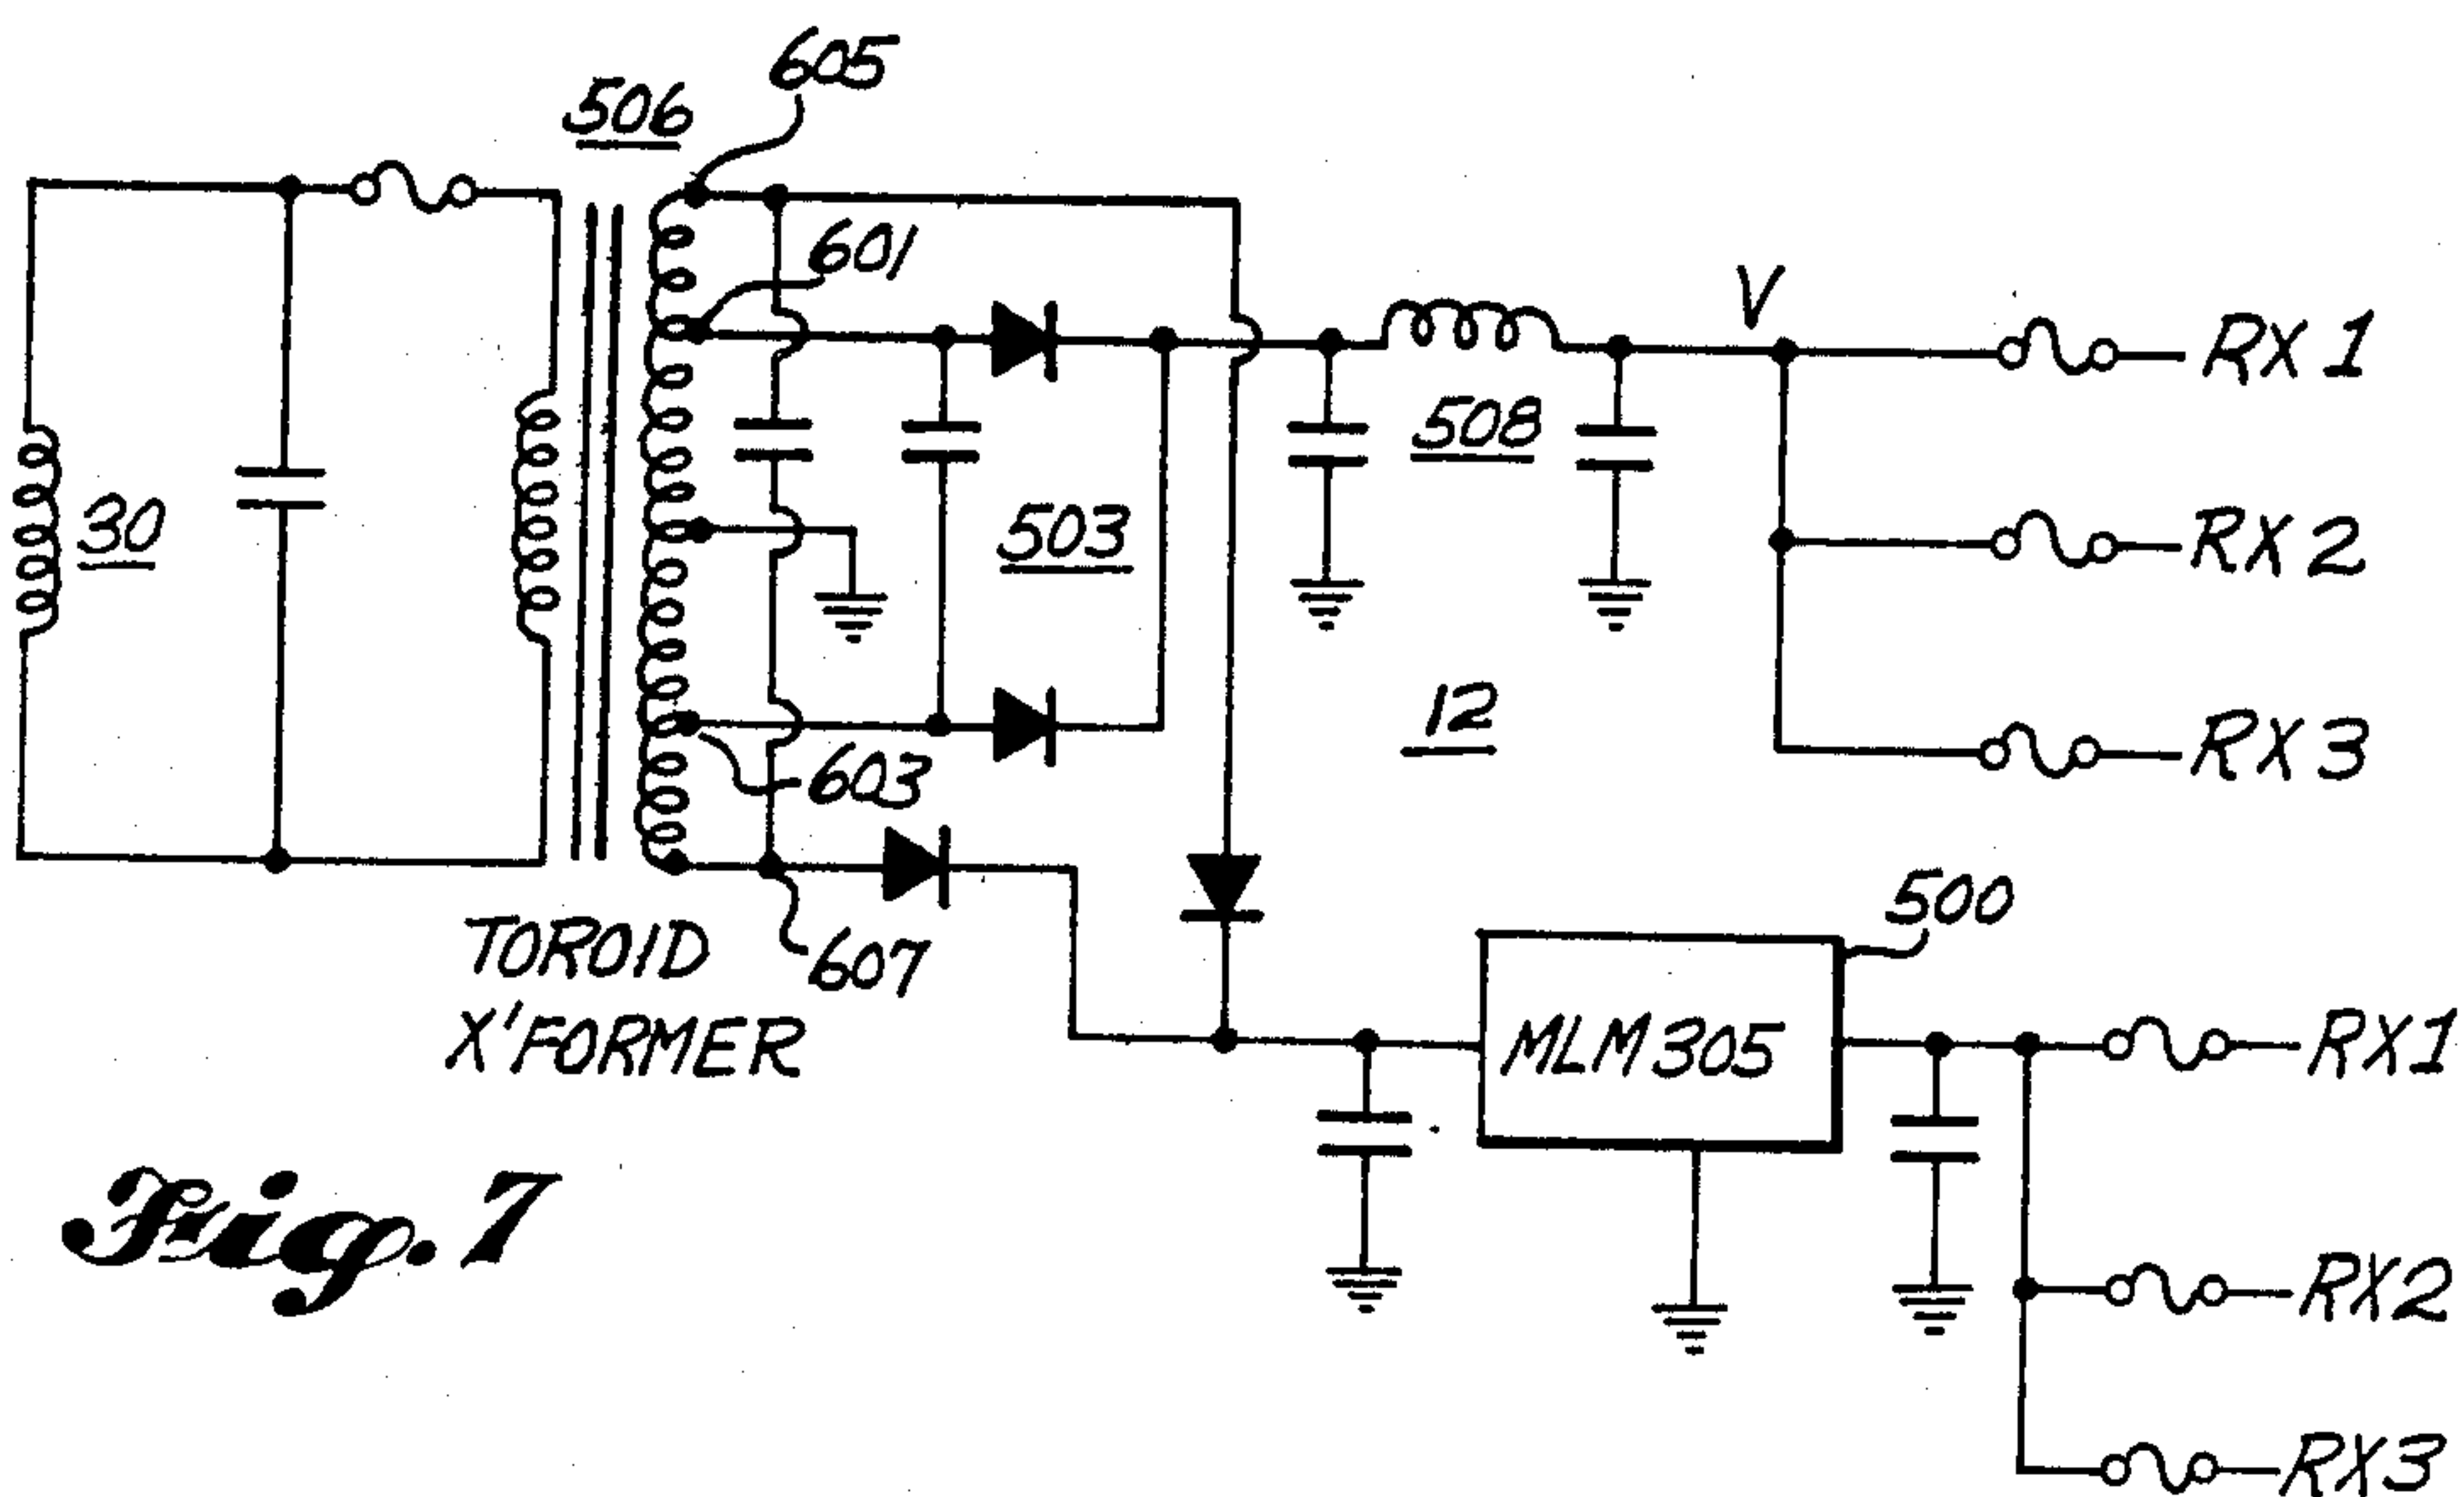 605
506
601
V
RX 1
30
508
503
RX 2
12
RX 3
603
607
500
TOROID
X'FORMER
MLM 305
RX1
RX2
RX3
Fig. 7